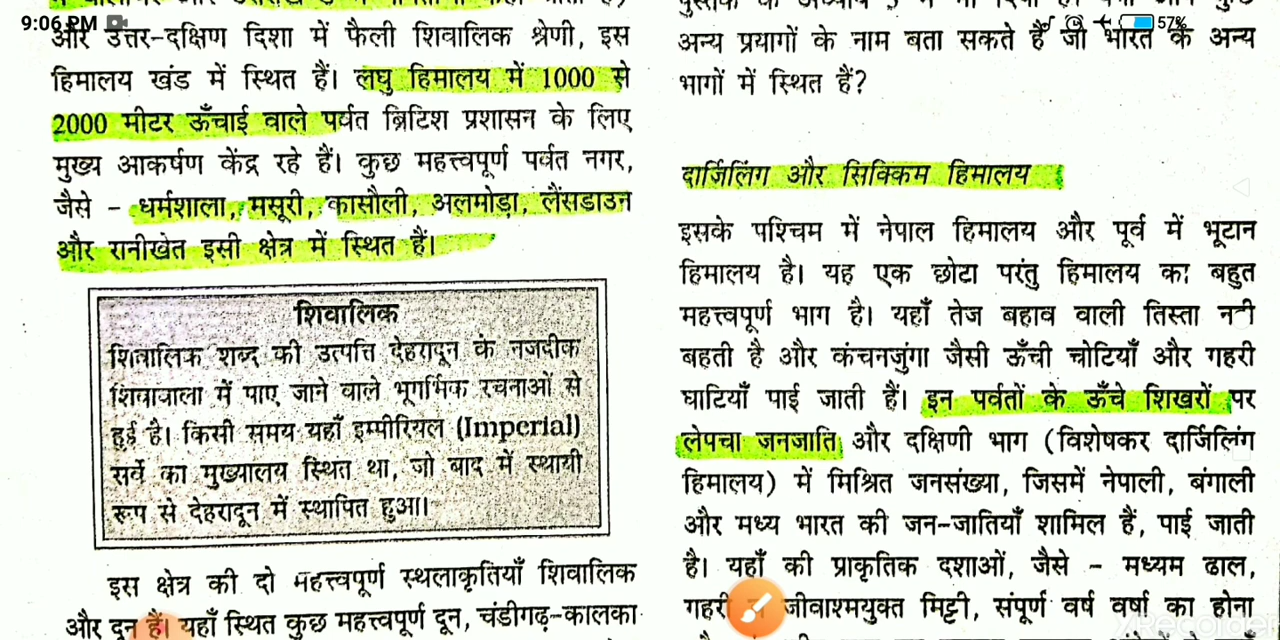 9:06 PM
57%
और उत्तर-दक्षिण दिशा में फैली शिवालिक श्रेणी, इस
हिमालय खंड में स्थित हैं। लघु हिमालय में 1000 से
2000 मीटर ऊँचाई वाले पर्वत ब्रिटिश प्रशासन के लिए
मुख्य आकर्षण केंद्र रहे हैं। कुछ महत्त्वपूर्ण पर्वत नगर,
जैसे – धर्मशाला, मसूरी, कासौली, अलमोड़ा, लैंसडाउन
और रानीखेत इसी क्षेत्र में स्थित हैं।
शिवालिक
शिवालिक शब्द की उत्पत्ति देहरादून के नजदीक
शिवावाला में पाए जाने वाले भूगर्भिक रचनाओं से
हुई है। किसी समय यहाँ इम्पीरियल (Imperial)
सर्वे का मुख्यालय स्थित था, जो बाद में स्थायी
रूप से देहरादून में स्थापित हुआ।
इस क्षेत्र की दो महत्त्वपूर्ण स्थलाकृतियाँ शिवालिक
और दून हैं। यहाँ स्थित कुछ महत्त्वपूर्ण दून, चंडीगढ़-कालका
अन्य प्रयागों के नाम बता सकते हैं जो भारत के अन्य
भागों में स्थित हैं?
दार्जिलिंग और सिक्किम हिमालय
इसके पश्चिम में नेपाल हिमालय और पूर्व में भूटान
हिमालय है। यह एक छोटा परंतु हिमालय का बहुत
महत्त्वपूर्ण भाग है। यहाँ तेज बहाव वाली तिस्ता नदी
बहती है और कंचनजुंगा जैसी ऊँची चोटियाँ और गहरी
घाटियाँ पाई जाती हैं। इन पर्वतों के ऊँचे शिखरों पर
लेपचा जनजाति और दक्षिणी भाग (विशेषकर दार्जिलिंग
हिमालय) में मिश्रित जनसंख्या, जिसमें नेपाली, बंगाली
और मध्य भारत की जन-जातियाँ शामिल हैं, पाई जाती
है। यहाँ की प्राकृतिक दशाओं, जैसे – मध्यम ढाल,
गहरी जीवाश्मयुक्त मिट्टी, संपूर्ण वर्ष वर्षा का होना
XRecorder